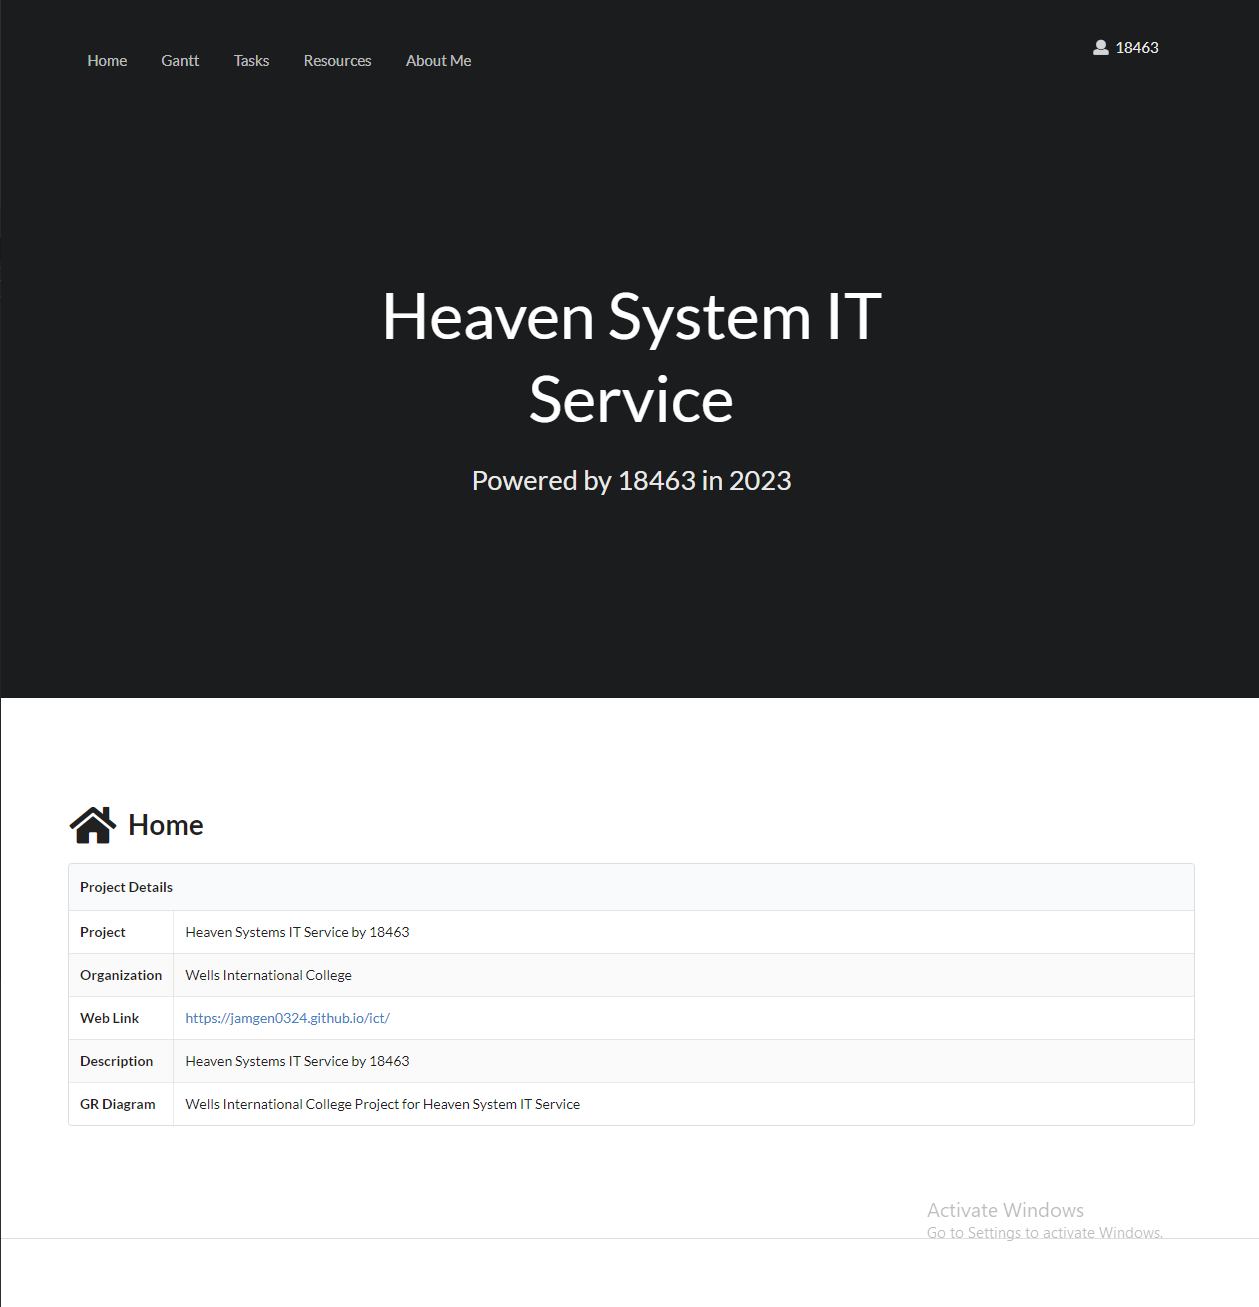 Home Gantt Tasks Resources About Me
18463
Heaven System IT
Service
Powered by 18463 in 2023
Home
Project Details
Project Heaven Systems IT Service by 18463
Organization Wells International College
Web Link https://jamgen0324.github.io/ict/
Description Heaven Systems IT Service by 18463
GR Diagram Wells International College Project for Heaven System IT Service
Activate Windows
Go to Settings to activate Windows.